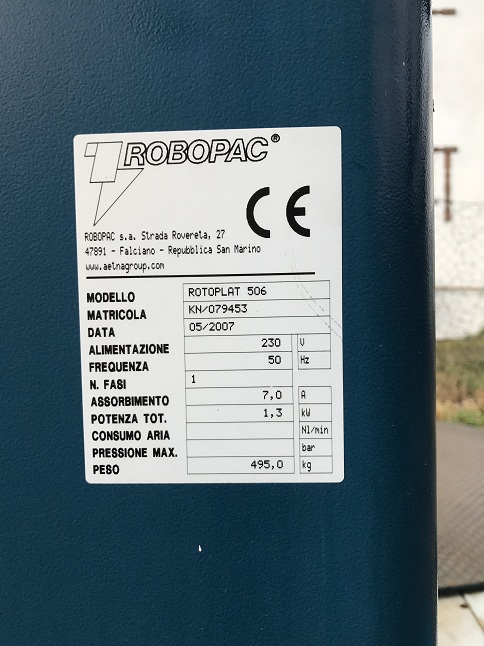 ROBOPAC®
CE
ROBOPAC s.a. Strada Rovereta, 27
47891 - Falciano - Repubblica San Marino
www.aetnagroup.com
MODELLO ROTOPLAT 506
MATRICOLA KN/079453
DATA 05/2007
ALIMENTAZIONE 230 V
FREQUENZA 50 Hz
N. FASI 1
ASSORBIMENTO 7,0 A
POTENZA TOT. 1,3 kW
CONSUMO ARIA Nl/min
PRESSIONE MAX. bar
PESO 495,0 kg